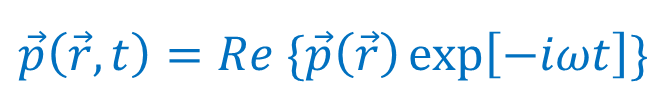 p⃗(r⃗, t) = Re {p⃗(r⃗) exp[−iωt]}